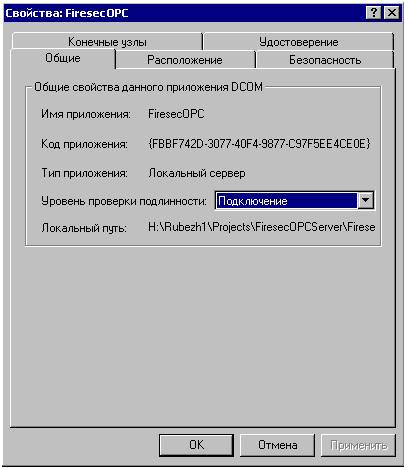 Свойства: FiresecOPC
Конечные узлы Удостоверение
Общие Расположение Безопасность
Общие свойства данного приложения DCOM
Имя приложения: FiresecOPC
Код приложения: {FBBF742D-3077-40F4-9877-C97F5EE4CE0E}
Тип приложения: Локальный сервер
Уровень проверки подлинности: Подключение
Локальный путь: H:\Rubezh1\Projects\FiresecOPCServer\Firese
OK Отмена Применить